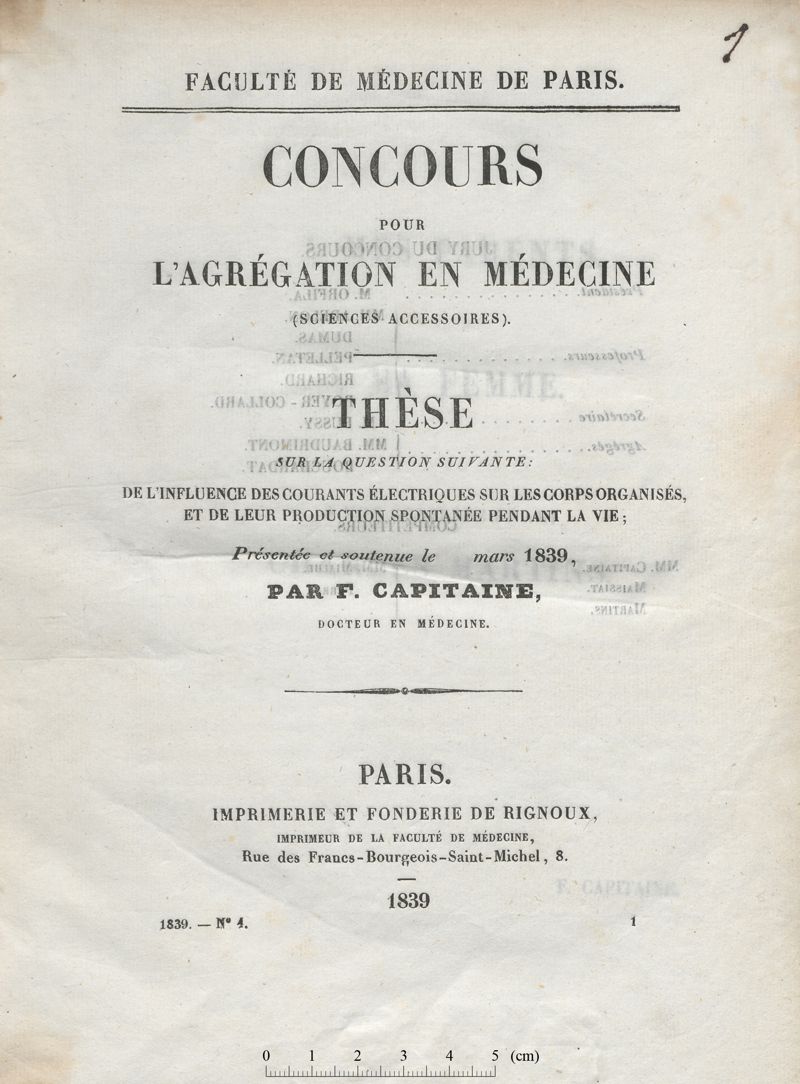 1
FACULTÉ DE MÉDECINE DE PARIS.
CONCOURS
POUR
L'AGRÉGATION EN MÉDECINE
(SCIENCES ACCESSOIRES).
THÈSE
SUR LA QUESTION SUIVANTE:
DE L'INFLUENCE DES COURANTS ÉLECTRIQUES SUR LES CORPS ORGANISÉS,
ET DE LEUR PRODUCTION SPONTANÉE PENDANT LA VIE;
Présentée et soutenue le mars 1839,
PAR F. CAPITAINE,
DOCTEUR EN MÉDECINE.
PARIS.
IMPRIMERIE ET FONDERIE DE RIGNOUX,
IMPRIMEUR DE LA FACULTÉ DE MÉDECINE,
Rue des Francs-Bourgeois-Saint-Michel, 8.
1839
1839. — Nº 1. 1
0 1 2 3 4 5 (cm)